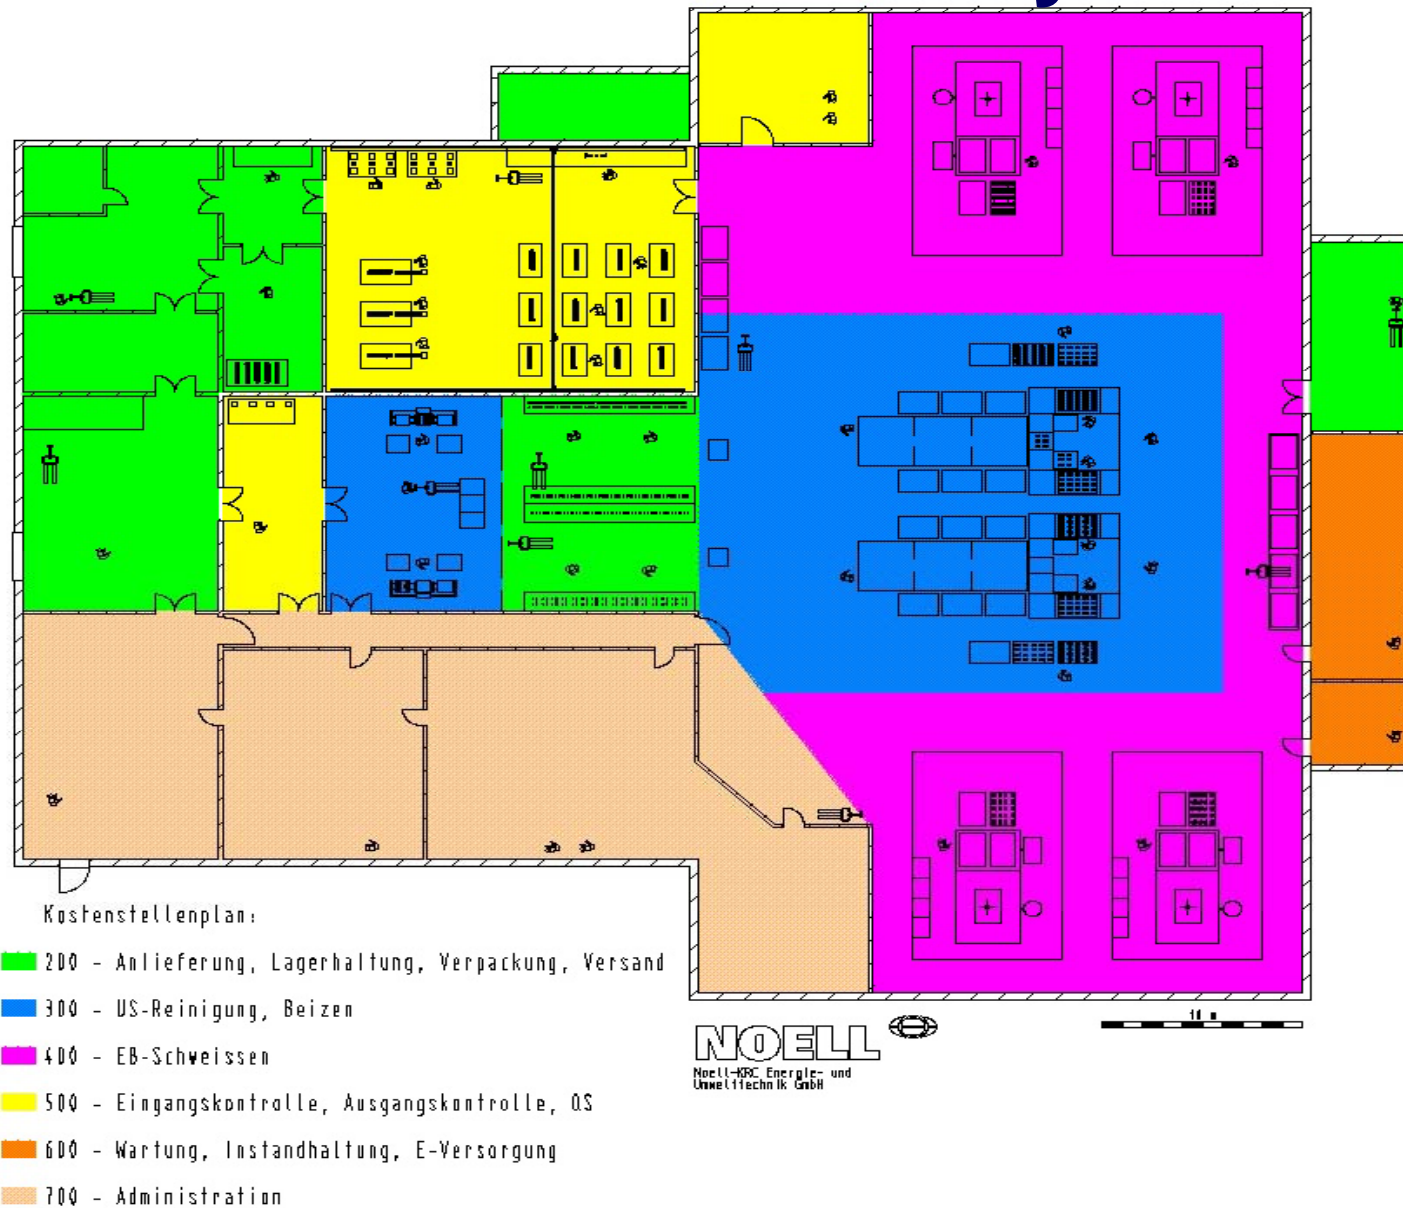 Kostenstellenplan:
200 - Anlieferung, Lagerhaltung, Verpackung, Versand
300 - US-Reinigung, Beizen
400 - EB-Schweissen
500 - Eingangskontrolle, Ausgangskontrolle, QS
600 - Wartung, Instandhaltung, E-Versorgung
700 - Administration
10 m
NOELL
Noell-KRC Energie- und
Umwelttechnik GmbH